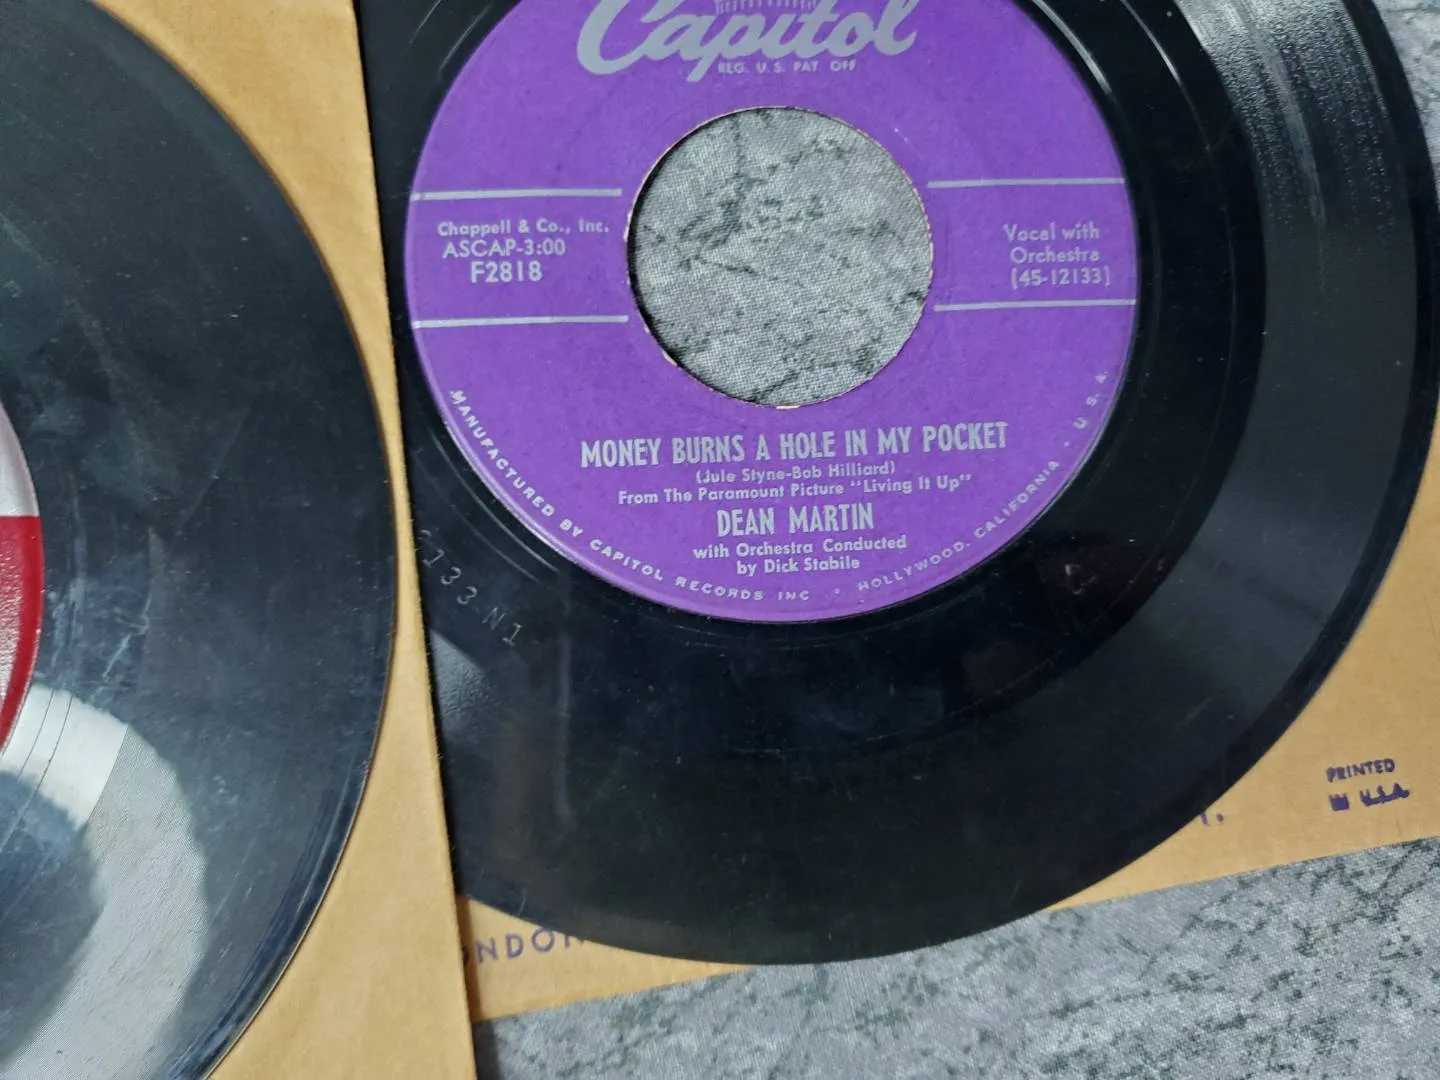 Capitol
REG. U.S. PAT OFF
Chappell & Co., Inc.
ASCAP-3:00
F2818
Vocal with
Orchestra
(45-12133)
MONEY BURNS A HOLE IN MY POCKET
(Jule Styne-Bob Hilliard)
From The Paramount Picture "Living It Up"
DEAN MARTIN
with Orchestra Conducted
by Dick Stabile
MANUFACTURED BY CAPITOL RECORDS INC · HOLLYWOOD, CALIFORNIA · U.S.A.
133 N1
PRINTED
IN U.S.A.